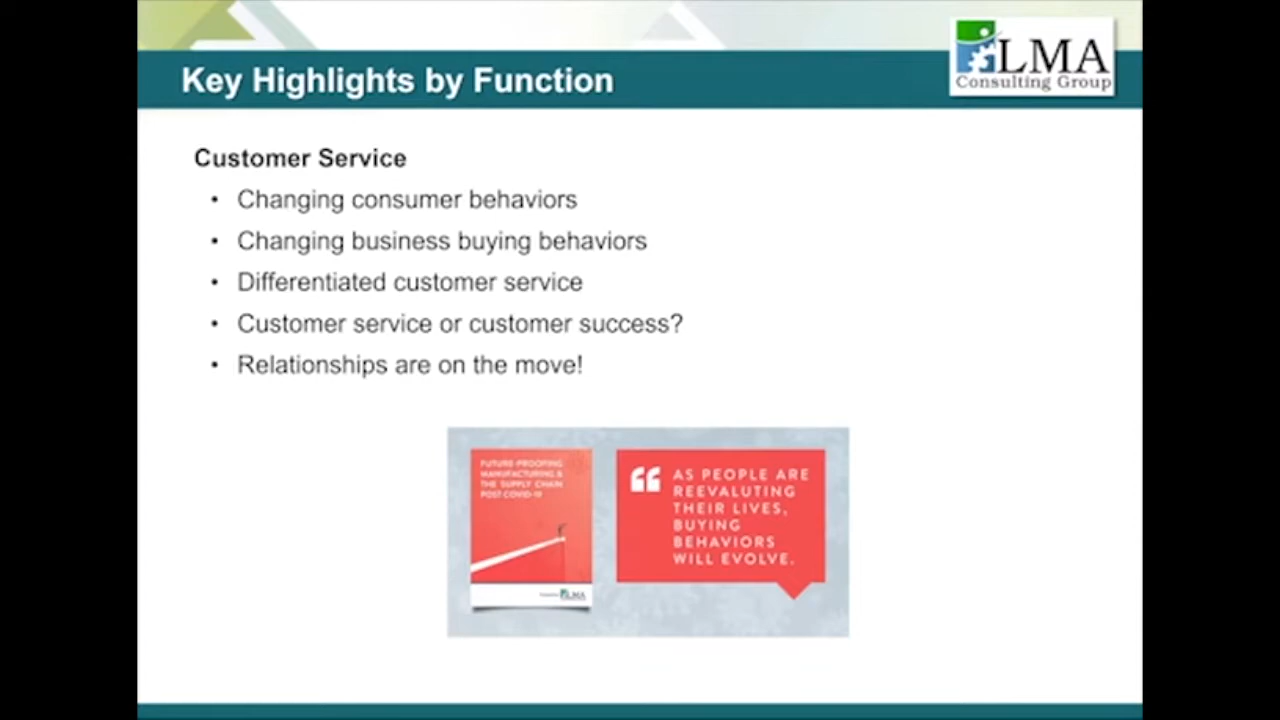 LMA
Consulting Group
Key Highlights by Function
Customer Service
• Changing consumer behaviors
• Changing business buying behaviors
• Differentiated customer service
• Customer service or customer success?
• Relationships are on the move!
FUTURE-PROOFING
MANUFACTURING &
THE SUPPLY CHAIN
POST COVID-19
LMA
“ AS PEOPLE ARE
REEVALUTING
THEIR LIVES,
BUYING
BEHAVIORS
WILL EVOLVE.